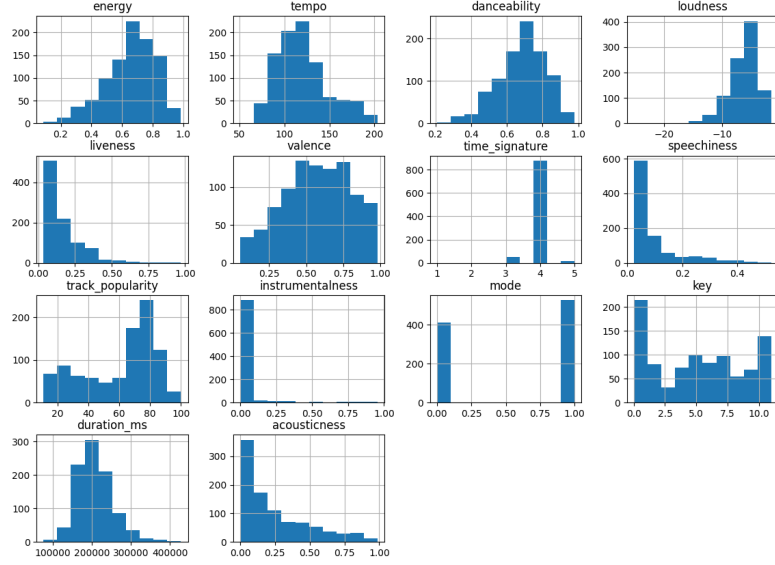 energy
tempo
danceability
loudness
200
150
100
50
0
0.2 0.4 0.6 0.8 1.0
200
150
100
50
0
50 100 150 200
200
150
100
50
0
0.2 0.4 0.6 0.8 1.0
400
300
200
100
0
−20 −10
liveness
valence
time_signature
speechiness
400
200
0
0.00 0.25 0.50 0.75 1.00
100
50
0
0.25 0.50 0.75 1.00
800
600
400
200
0
1 2 3 4 5
600
400
200
0
0.0 0.2 0.4
track_popularity
instrumentalness
mode
key
200
100
0
20 40 60 80 100
800
600
400
200
0
0.00 0.25 0.50 0.75 1.00
400
200
0
0.00 0.25 0.50 0.75 1.00
200
150
100
50
0
0.0 2.5 5.0 7.5 10.0
duration_ms
acousticness
300
200
100
0
100000 200000 300000 400000
300
200
100
0
0.00 0.25 0.50 0.75 1.00